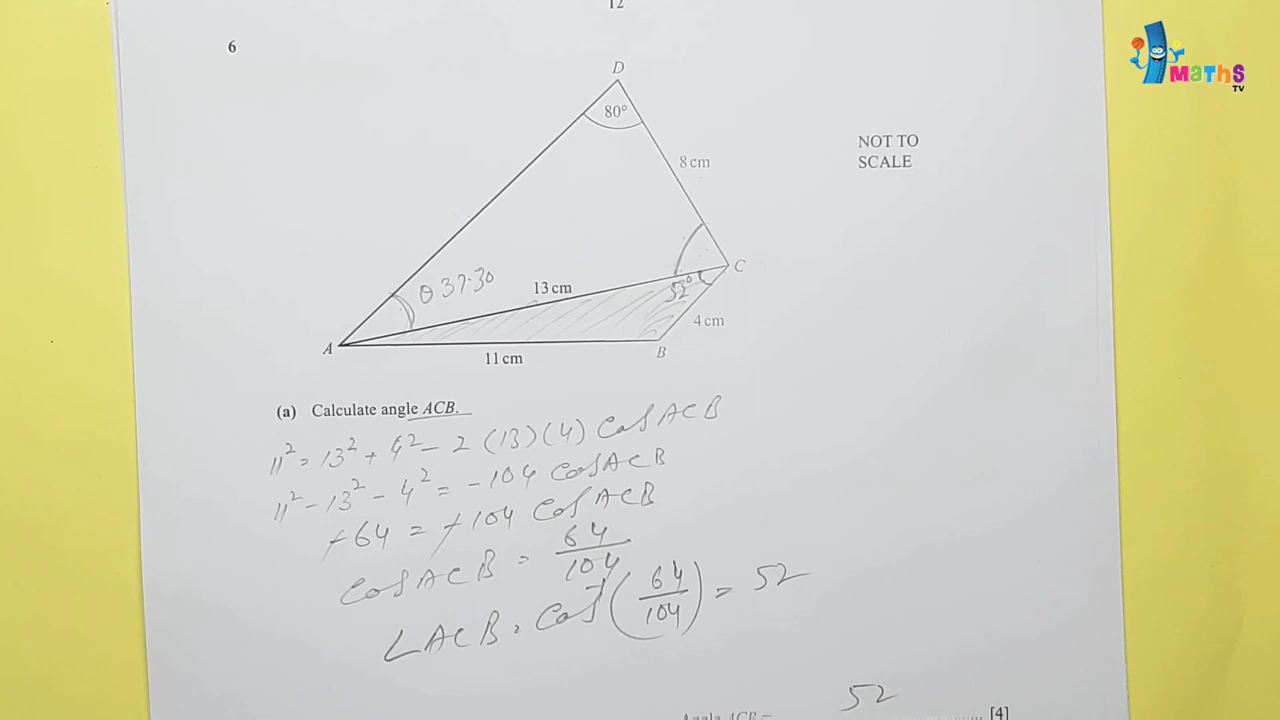 12
6
MaThS
TV
D
80°
8 cm
NOT TO
SCALE
C
θ 37.30
13 cm
52°
4 cm
A
11 cm
B
(a) Calculate angle ACB.
11² = 13² + 4² - 2 (13)(4) Cos ACB
11² - 13² - 4² = -104 Cos ACB
-64 = -104 Cos ACB
Cos ACB = 64/104
∠ACB = Cos⁻¹ (64/104) = 52
52
Angle ACB = [4]